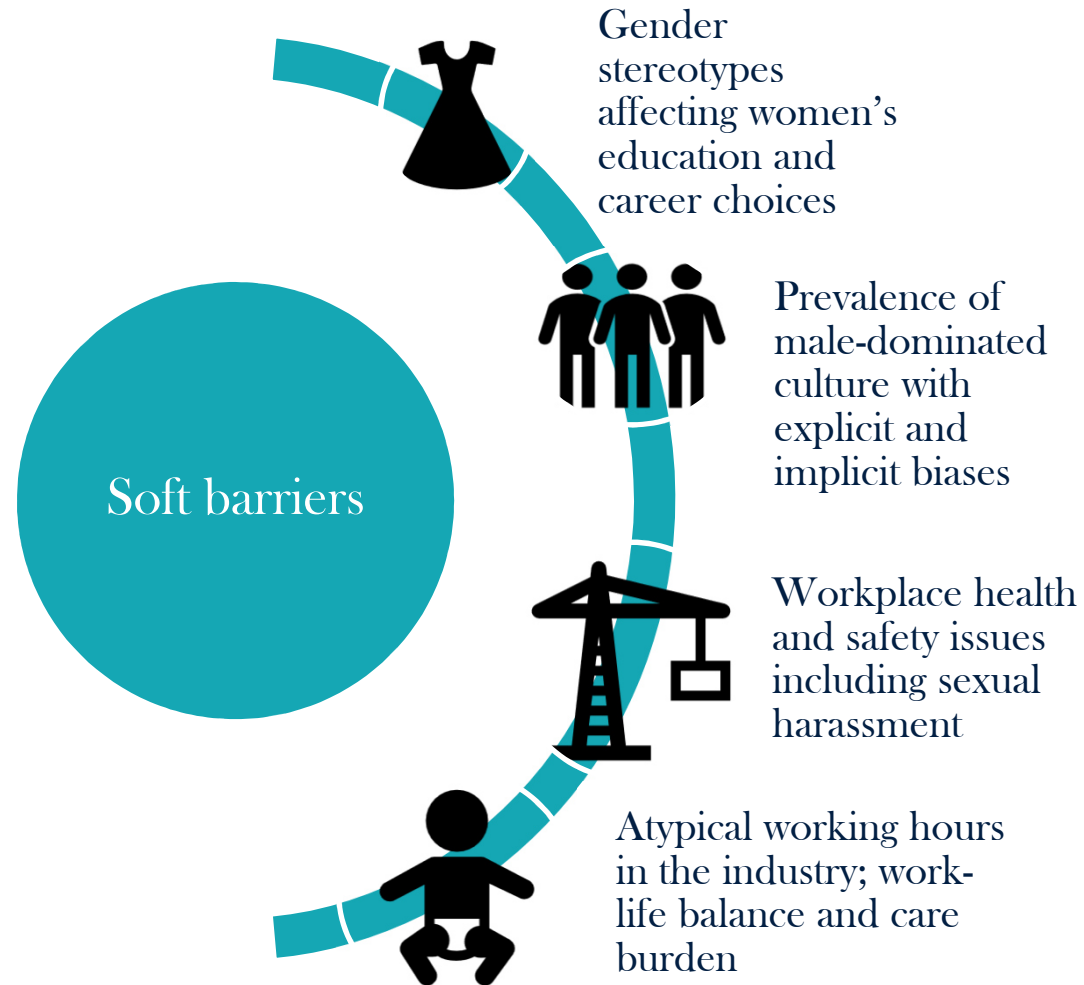 Gender
stereotypes
affecting women’s
education and
career choices
Prevalence of
male-dominated
culture with
explicit and
implicit biases
Soft barriers
Workplace health
and safety issues
including sexual
harassment
Atypical working hours
in the industry; work-
life balance and care
burden